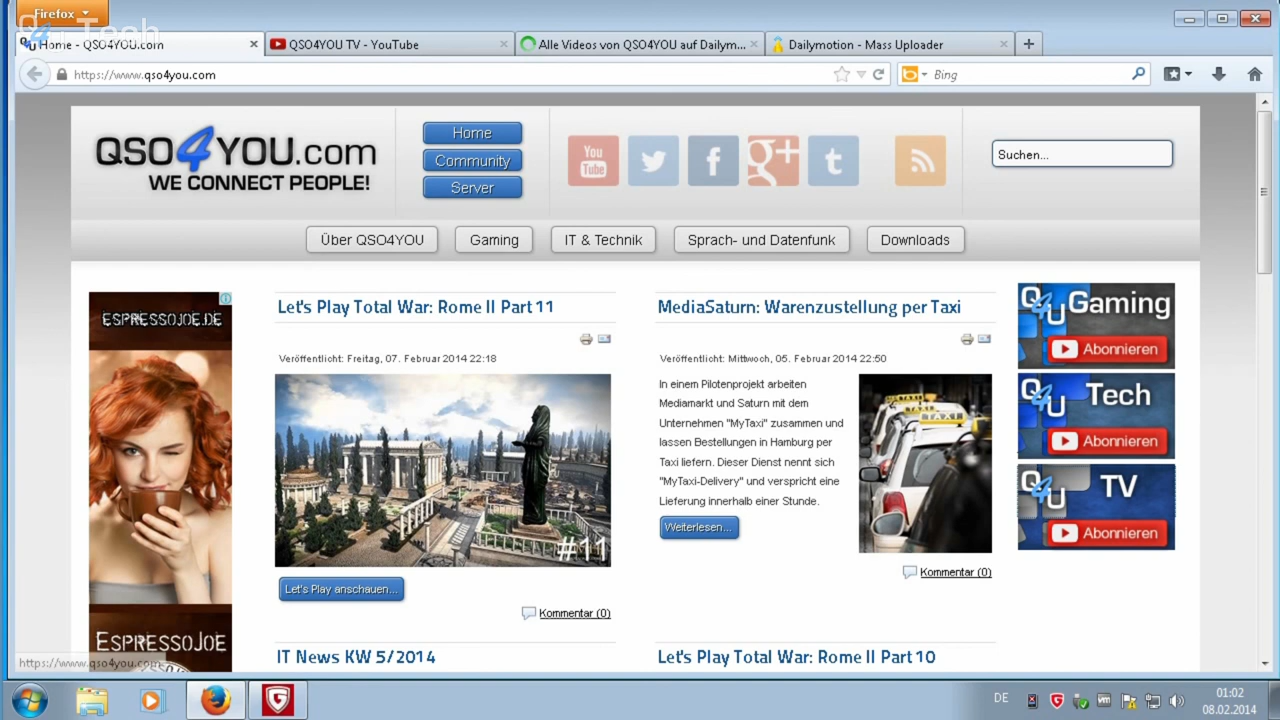 Firefox
Q4U Tech
Home - QSO4YOU.com
QSO4YOU TV - YouTube
Alle Videos von QSO4YOU auf Dailym...
Dailymotion - Mass Uploader
https://www.qso4you.com
Bing
QSO4YOU.com
WE CONNECT PEOPLE!
Home
Community
Server
You
Tube
f
g+
t
Suchen...
Über QSO4YOU
Gaming
IT & Technik
Sprach- und Datenfunk
Downloads
ESPRESSOJOE.DE
ESPRESSOJOE
Let's Play Total War: Rome II Part 11
Veröffentlicht: Freitag, 07. Februar 2014 22:18
#11
Let's Play anschauen...
Kommentar (0)
IT News KW 5/2014
MediaSaturn: Warenzustellung per Taxi
Veröffentlicht: Mittwoch, 05. Februar 2014 22:50
In einem Pilotenprojekt arbeiten
Mediamarkt und Saturn mit dem
Unternehmen "MyTaxi" zusammen und
lassen Bestellungen in Hamburg per
Taxi liefern. Dieser Dienst nennt sich
"MyTaxi-Delivery" und verspricht eine
Lieferung innerhalb einer Stunde.
TAXI
Weiterlesen...
Kommentar (0)
Let's Play Total War: Rome II Part 10
Q4U Gaming
Abonnieren
Q4U Tech
Abonnieren
Q4U TV
Abonnieren
https://www.qso4you.com
DE
01:02
08.02.2014